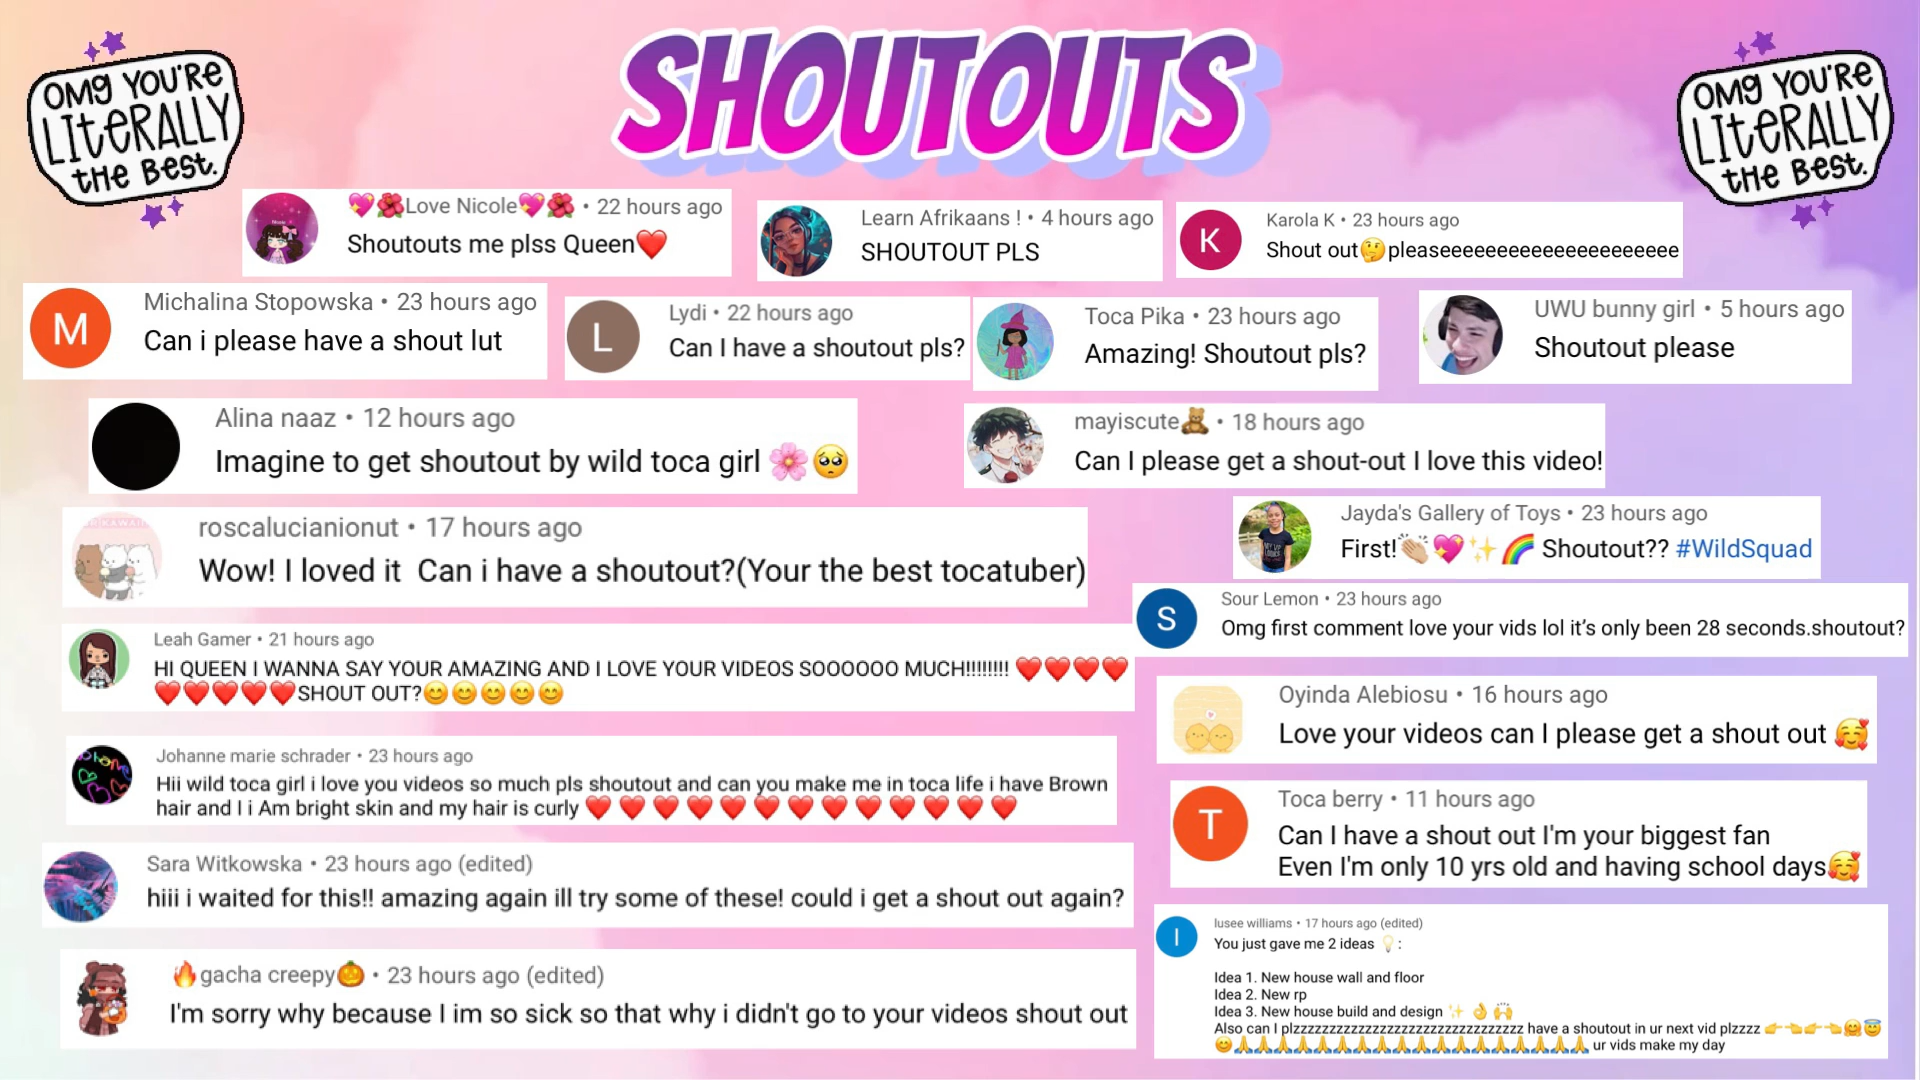 OMG YOU'RE
LITERALLY
THE BEST.
SHOUTOUTS
OMG YOU'RE
LITERALLY
THE BEST.
💖🌺Love Nicole💖🌺 • 22 hours ago
Shoutouts me plss Queen❤️
Learn Afrikaans ! • 4 hours ago
SHOUTOUT PLS
K
Karola K • 23 hours ago
Shout out🤔pleaseeeeeeeeeeeeeeeeeeeee
M
Michalina Stopowska • 23 hours ago
Can i please have a shout lut
L
Lydi • 22 hours ago
Can I have a shoutout pls?
Toca Pika • 23 hours ago
Amazing! Shoutout pls?
UWU bunny girl • 5 hours ago
Shoutout please
Alina naaz • 12 hours ago
Imagine to get shoutout by wild toca girl 🌸🥺
mayiscute🧸 • 18 hours ago
Can I please get a shout-out I love this video!
roscalucianionut • 17 hours ago
Wow! I loved it  Can i have a shoutout?(Your the best tocatuber)
Jayda's Gallery of Toys • 23 hours ago
First!👏🏼💖✨🌈 Shoutout?? #WildSquad
S
Sour Lemon • 23 hours ago
Omg first comment love your vids lol it's only been 28 seconds.shoutout?
Leah Gamer • 21 hours ago
HI QUEEN I WANNA SAY YOUR AMAZING AND I LOVE YOUR VIDEOS SOOOOOO MUCH!!!!!!!!! ❤️❤️❤️❤️
❤️❤️❤️❤️❤️SHOUT OUT?😊😊😊😊😊
Oyinda Alebiosu • 16 hours ago
Love your videos can I please get a shout out 🥰
Johanne marie schrader • 23 hours ago
Hii wild toca girl i love you videos so much pls shoutout and can you make me in toca life i have Brown
hair and I i Am bright skin and my hair is curly ❤️ ❤️ ❤️ ❤️ ❤️ ❤️ ❤️ ❤️ ❤️ ❤️ ❤️ ❤️ ❤️
T
Toca berry • 11 hours ago
Can I have a shout out I'm your biggest fan
Even I'm only 10 yrs old and having school days🥰
Sara Witkowska • 23 hours ago (edited)
hiii i waited for this!! amazing again ill try some of these! could i get a shout out again?
🔥gacha creepy🎃 • 23 hours ago (edited)
I'm sorry why because I im so sick so that why i didn't go to your videos shout out
I
lusee williams • 17 hours ago (edited)
You just gave me 2 ideas 💡:
Idea 1. New house wall and floor
Idea 2. New rp
Idea 3. New house build and design ✨ 👌 🙌
Also can I plzzzzzzzzzzzzzzzzzzzzzzzzzzzzzzzzz have a shoutout in ur next vid plzzzz 👉👈👉👈🤗😇
😊🙏🙏🙏🙏🙏🙏🙏🙏🙏🙏🙏🙏🙏🙏🙏🙏🙏🙏🙏🙏 ur vids make my day